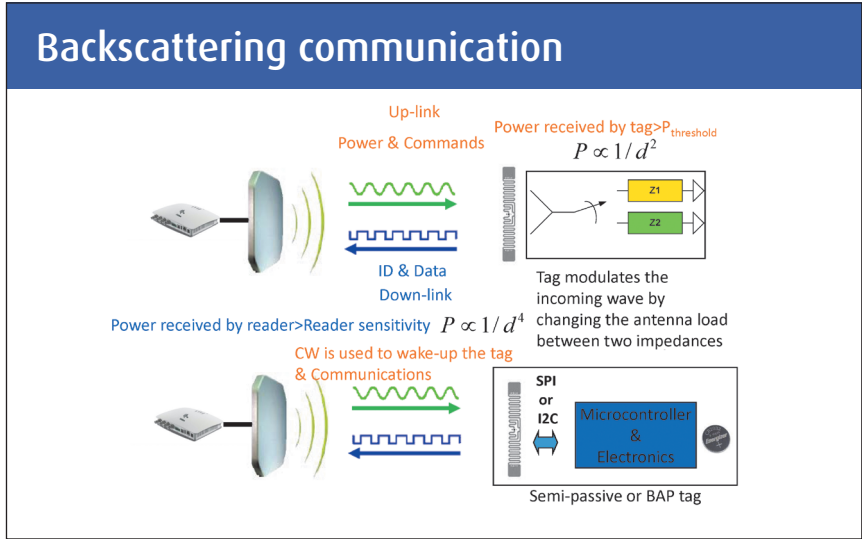 Backscattering communication
Up-link
Power & Commands
Power received by tag>Pthreshold
P ∝ 1/d²
Z1
Z2
ID & Data
Down-link
Tag modulates the
incoming wave by
changing the antenna load
between two impedances
Power received by reader>Reader sensitivity P ∝ 1/d⁴
CW is used to wake-up the tag
& Communications
SPI
or
I2C
Microcontroller
&
Electronics
Semi-passive or BAP tag